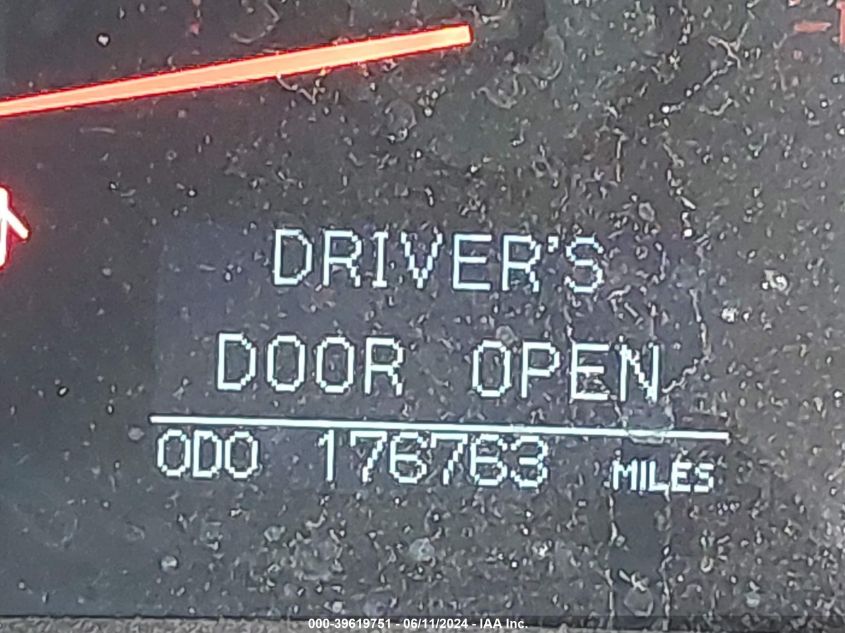 DRIVER'S
DOOR OPEN
ODO 176763 MILES
000-39619751 - 06/11/2024 - IAA Inc.